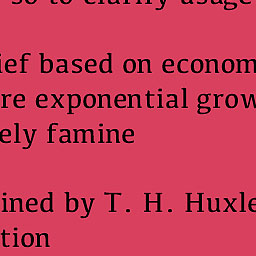 so to clarify usage
ief based on econom
re exponential grow
ely famine
ined by T. H. Huxle
tion